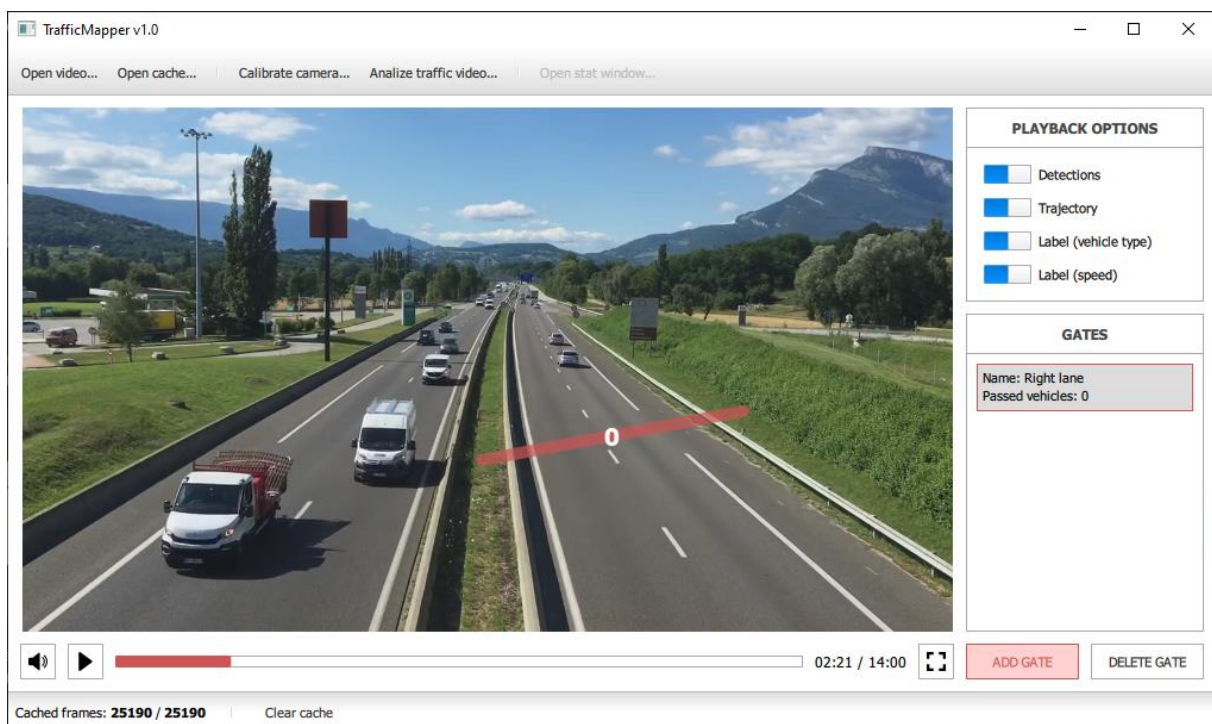 TrafficMapper v1.0
Open video... Open cache... Calibrate camera... Analize traffic video... Open stat window...
PLAYBACK OPTIONS
Detections
Trajectory
Label (vehicle type)
Label (speed)
GATES
Name: Right lane
Passed vehicles: 0
0
02:21 / 14:00
ADD GATE DELETE GATE
Cached frames: 25190 / 25190 Clear cache